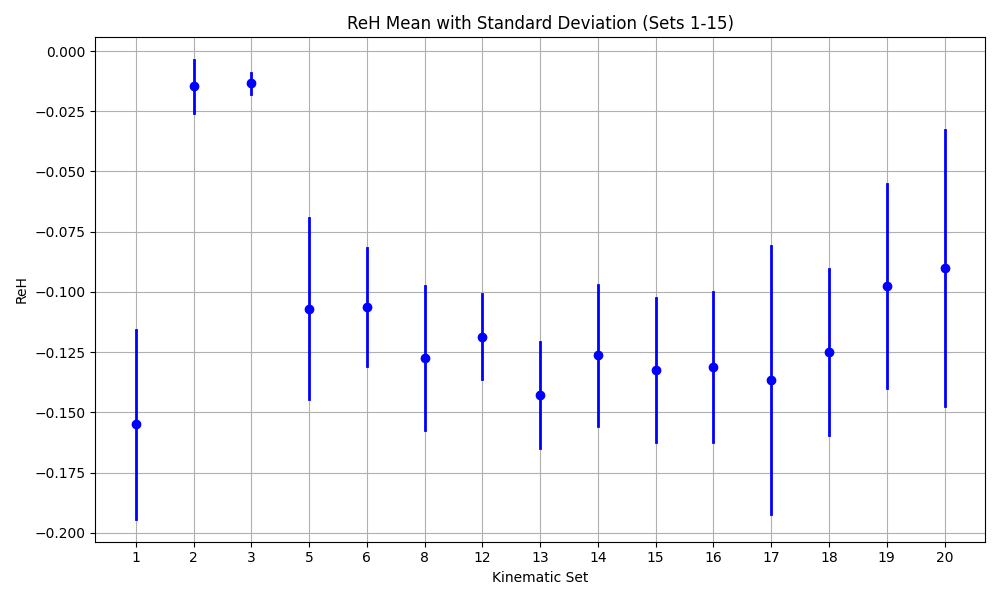 ReH Mean with Standard Deviation (Sets 1-15)
0.000
−0.025
−0.050
−0.075
−0.100
−0.125
−0.150
−0.175
−0.200
ReH
1 2 3 5 6 8 12 13 14 15 16 17 18 19 20
Kinematic Set